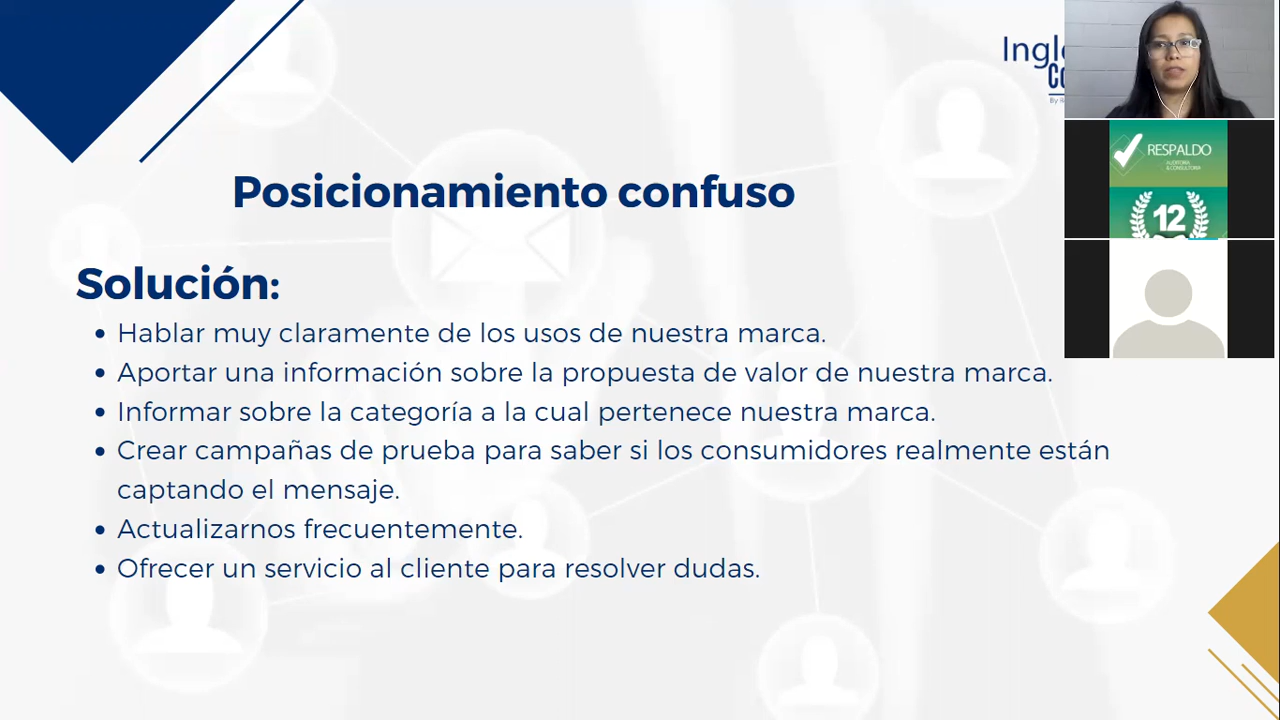 Posicionamiento confuso
Solución:
• Hablar muy claramente de los usos de nuestra marca.
• Aportar una información sobre la propuesta de valor de nuestra marca.
• Informar sobre la categoría a la cual pertenece nuestra marca.
• Crear campañas de prueba para saber si los consumidores realmente están
captando el mensaje.
• Actualizarnos frecuentemente.
• Ofrecer un servicio al cliente para resolver dudas.
RESPALDO
AUDITORIA
&CONSULTORIA
12